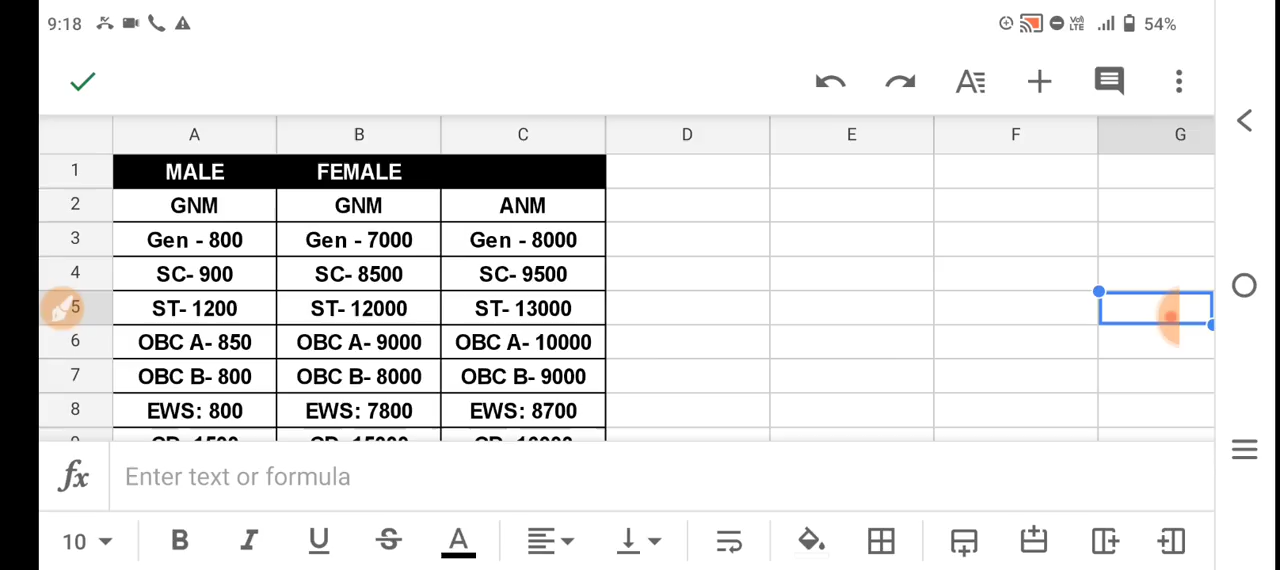 9:18 VoD LTE 54%
A B C D E F G
1 MALE FEMALE
2 GNM GNM ANM
3 Gen - 800 Gen - 7000 Gen - 8000
4 SC- 900 SC- 8500 SC- 9500
5 ST- 1200 ST- 12000 ST- 13000
6 OBC A- 850 OBC A- 9000 OBC A- 10000
7 OBC B- 800 OBC B- 8000 OBC B- 9000
8 EWS: 800 EWS: 7800 EWS: 8700
fx Enter text or formula
10 B I U S A